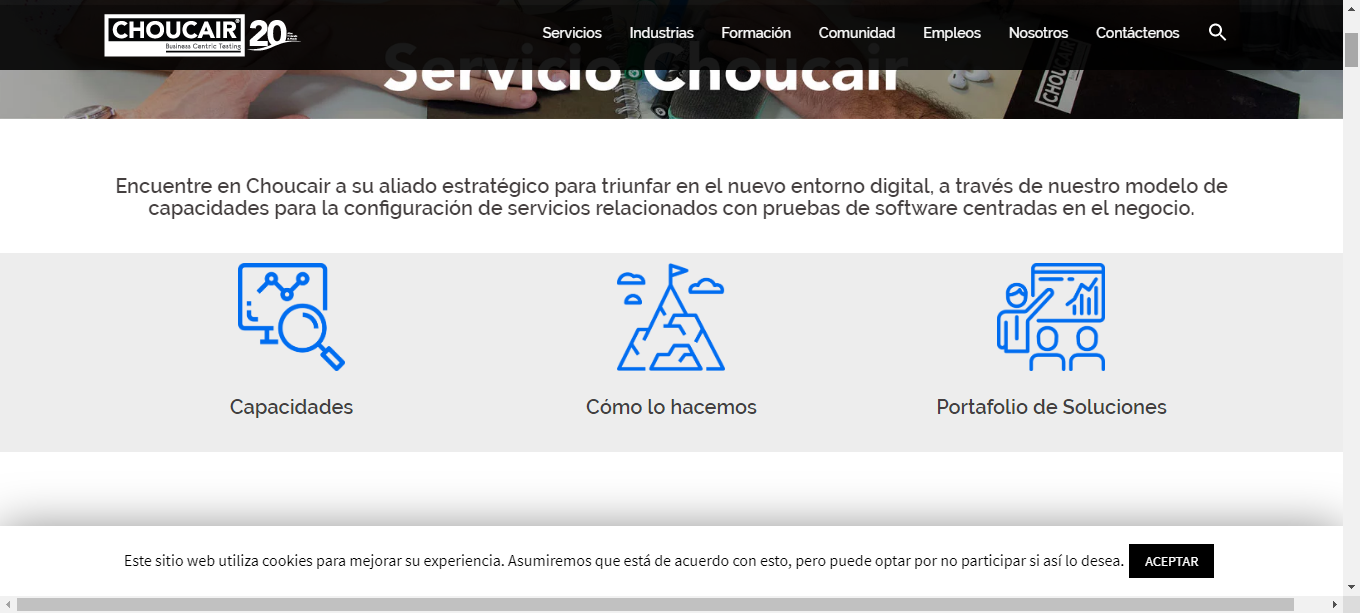 CHOUCAIR
Business Centric Testing
20
Servicios Industrias Formación Comunidad Empleos Nosotros Contáctenos
Servicio Choucair
CHOUCAIR
Encuentre en Choucair a su aliado estratégico para triunfar en el nuevo entorno digital, a través de nuestro modelo de
capacidades para la configuración de servicios relacionados con pruebas de software centradas en el negocio.
Capacidades Cómo lo hacemos Portafolio de Soluciones
Este sitio web utiliza cookies para mejorar su experiencia. Asumiremos que está de acuerdo con esto, pero puede optar por no participar si así lo desea. ACEPTAR